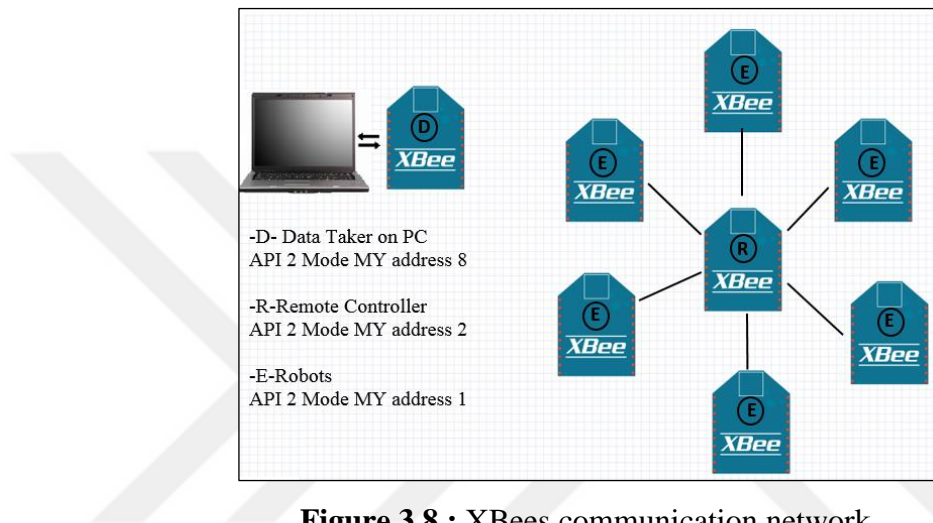 E
XBee
D
XBee
E
XBee
E
XBee
R
XBee
E
XBee
E
XBee
E
XBee
-D- Data Taker on PC
API 2 Mode MY address 8
-R-Remote Controller
API 2 Mode MY address 2
-E-Robots
API 2 Mode MY address 1
Figure 3.8 : XBees communication network